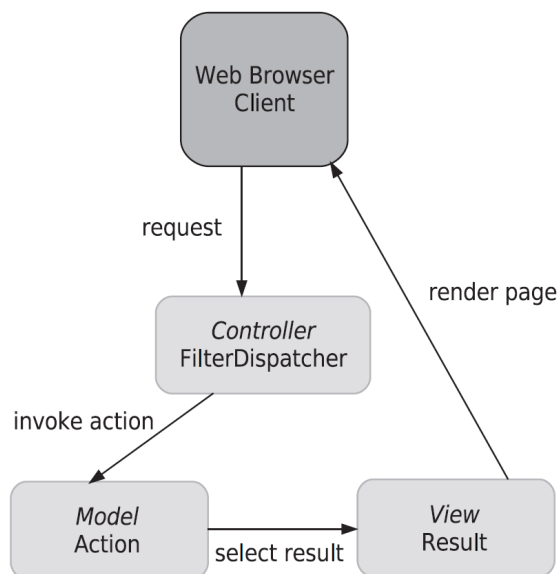 Web Browser
Client
request
render page
Controller
FilterDispatcher
invoke action
Model
Action
select result
View
Result